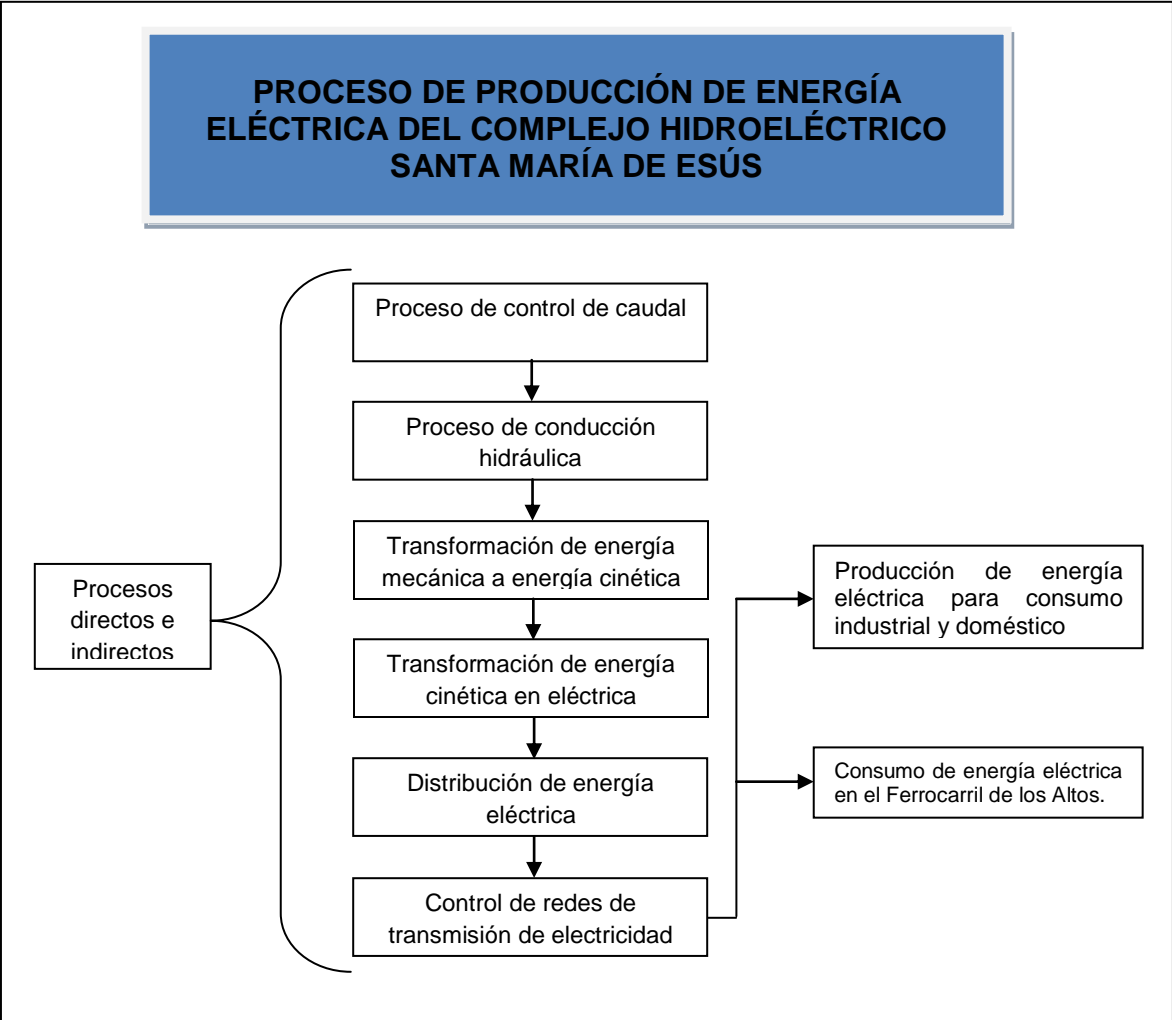 PROCESO DE PRODUCCIÓN DE ENERGÍA
ELÉCTRICA DEL COMPLEJO HIDROELÉCTRICO
SANTA MARÍA DE ESÚS
Proceso de control de caudal
Proceso de conducción
hidráulica
Transformación de energía
mecánica a energía cinética
Procesos
directos e
indirectos
Transformación de energía
cinética en eléctrica
Distribución de energía
eléctrica
Control de redes de
transmisión de electricidad
Producción de energía
eléctrica para consumo
industrial y doméstico
Consumo de energía eléctrica
en el Ferrocarril de los Altos.